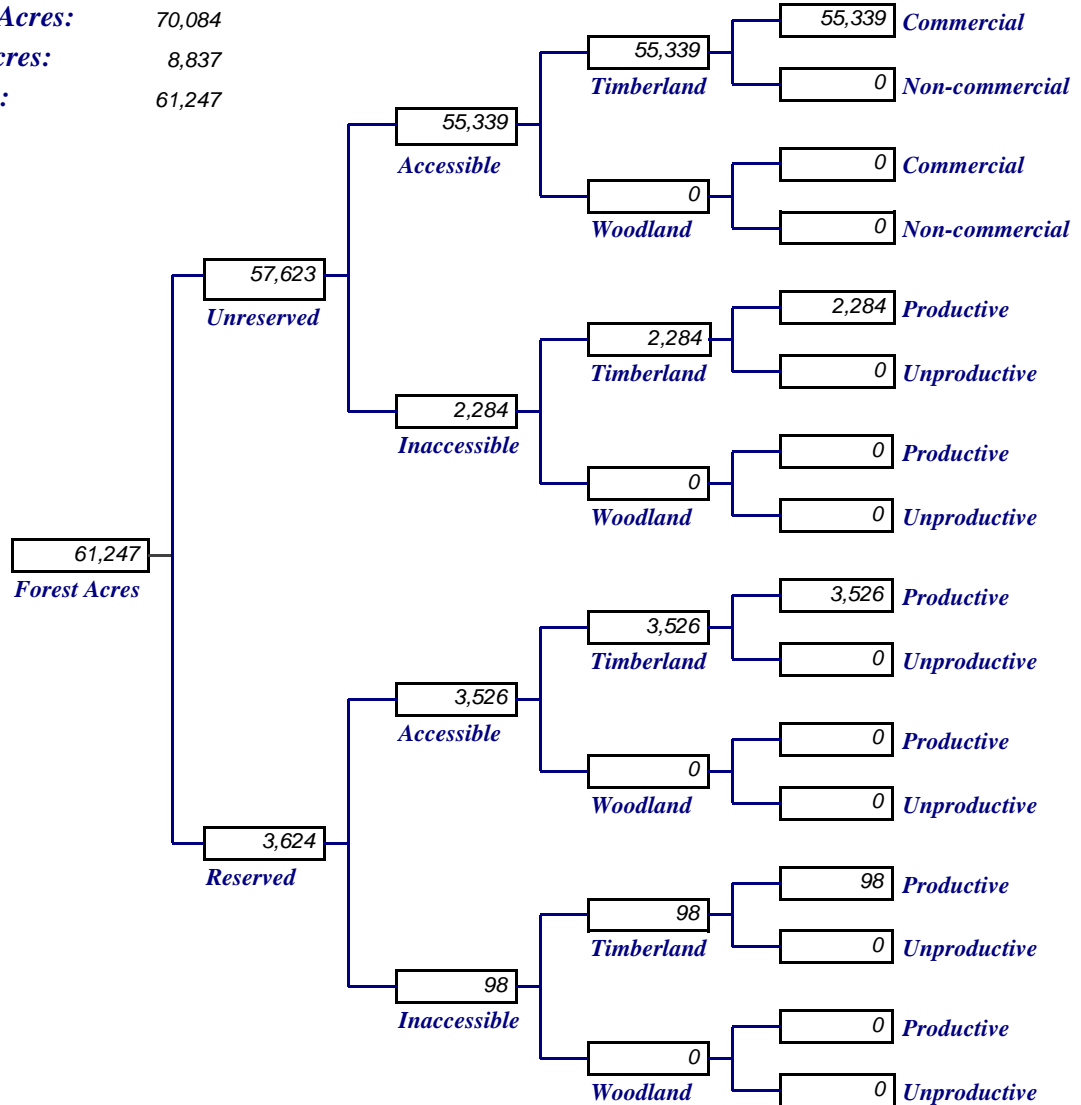 Acres: 70,084
cres: 8,837
: 61,247
55,339 Commercial
55,339
Timberland
0 Non-commercial
55,339
Accessible
0 Commercial
0
Woodland
0 Non-commercial
57,623
Unreserved
2,284 Productive
2,284
Timberland
0 Unproductive
2,284
Inaccessible
0 Productive
0
Woodland
0 Unproductive
61,247
Forest Acres
3,526 Productive
3,526
Timberland
0 Unproductive
3,526
Accessible
0 Productive
0
Woodland
0 Unproductive
3,624
Reserved
98 Productive
98
Timberland
0 Unproductive
98
Inaccessible
0 Productive
0
Woodland
0 Unproductive